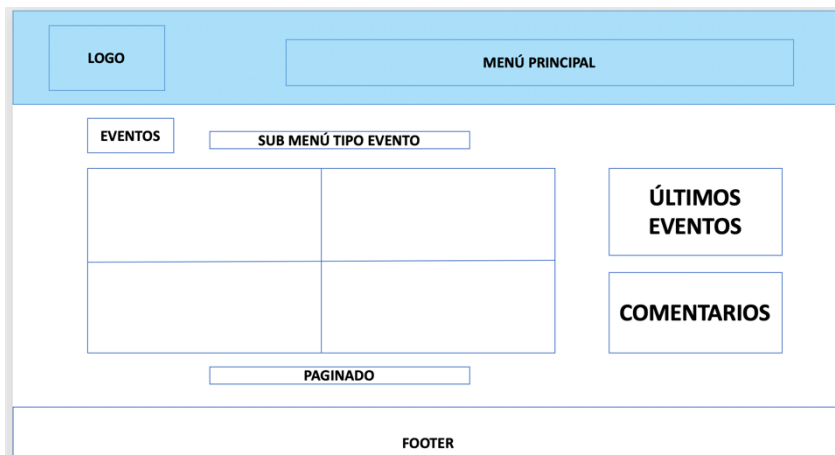 LOGO
MENÚ PRINCIPAL
EVENTOS
SUB MENÚ TIPO EVENTO
ÚLTIMOS
EVENTOS
COMENTARIOS
PAGINADO
FOOTER